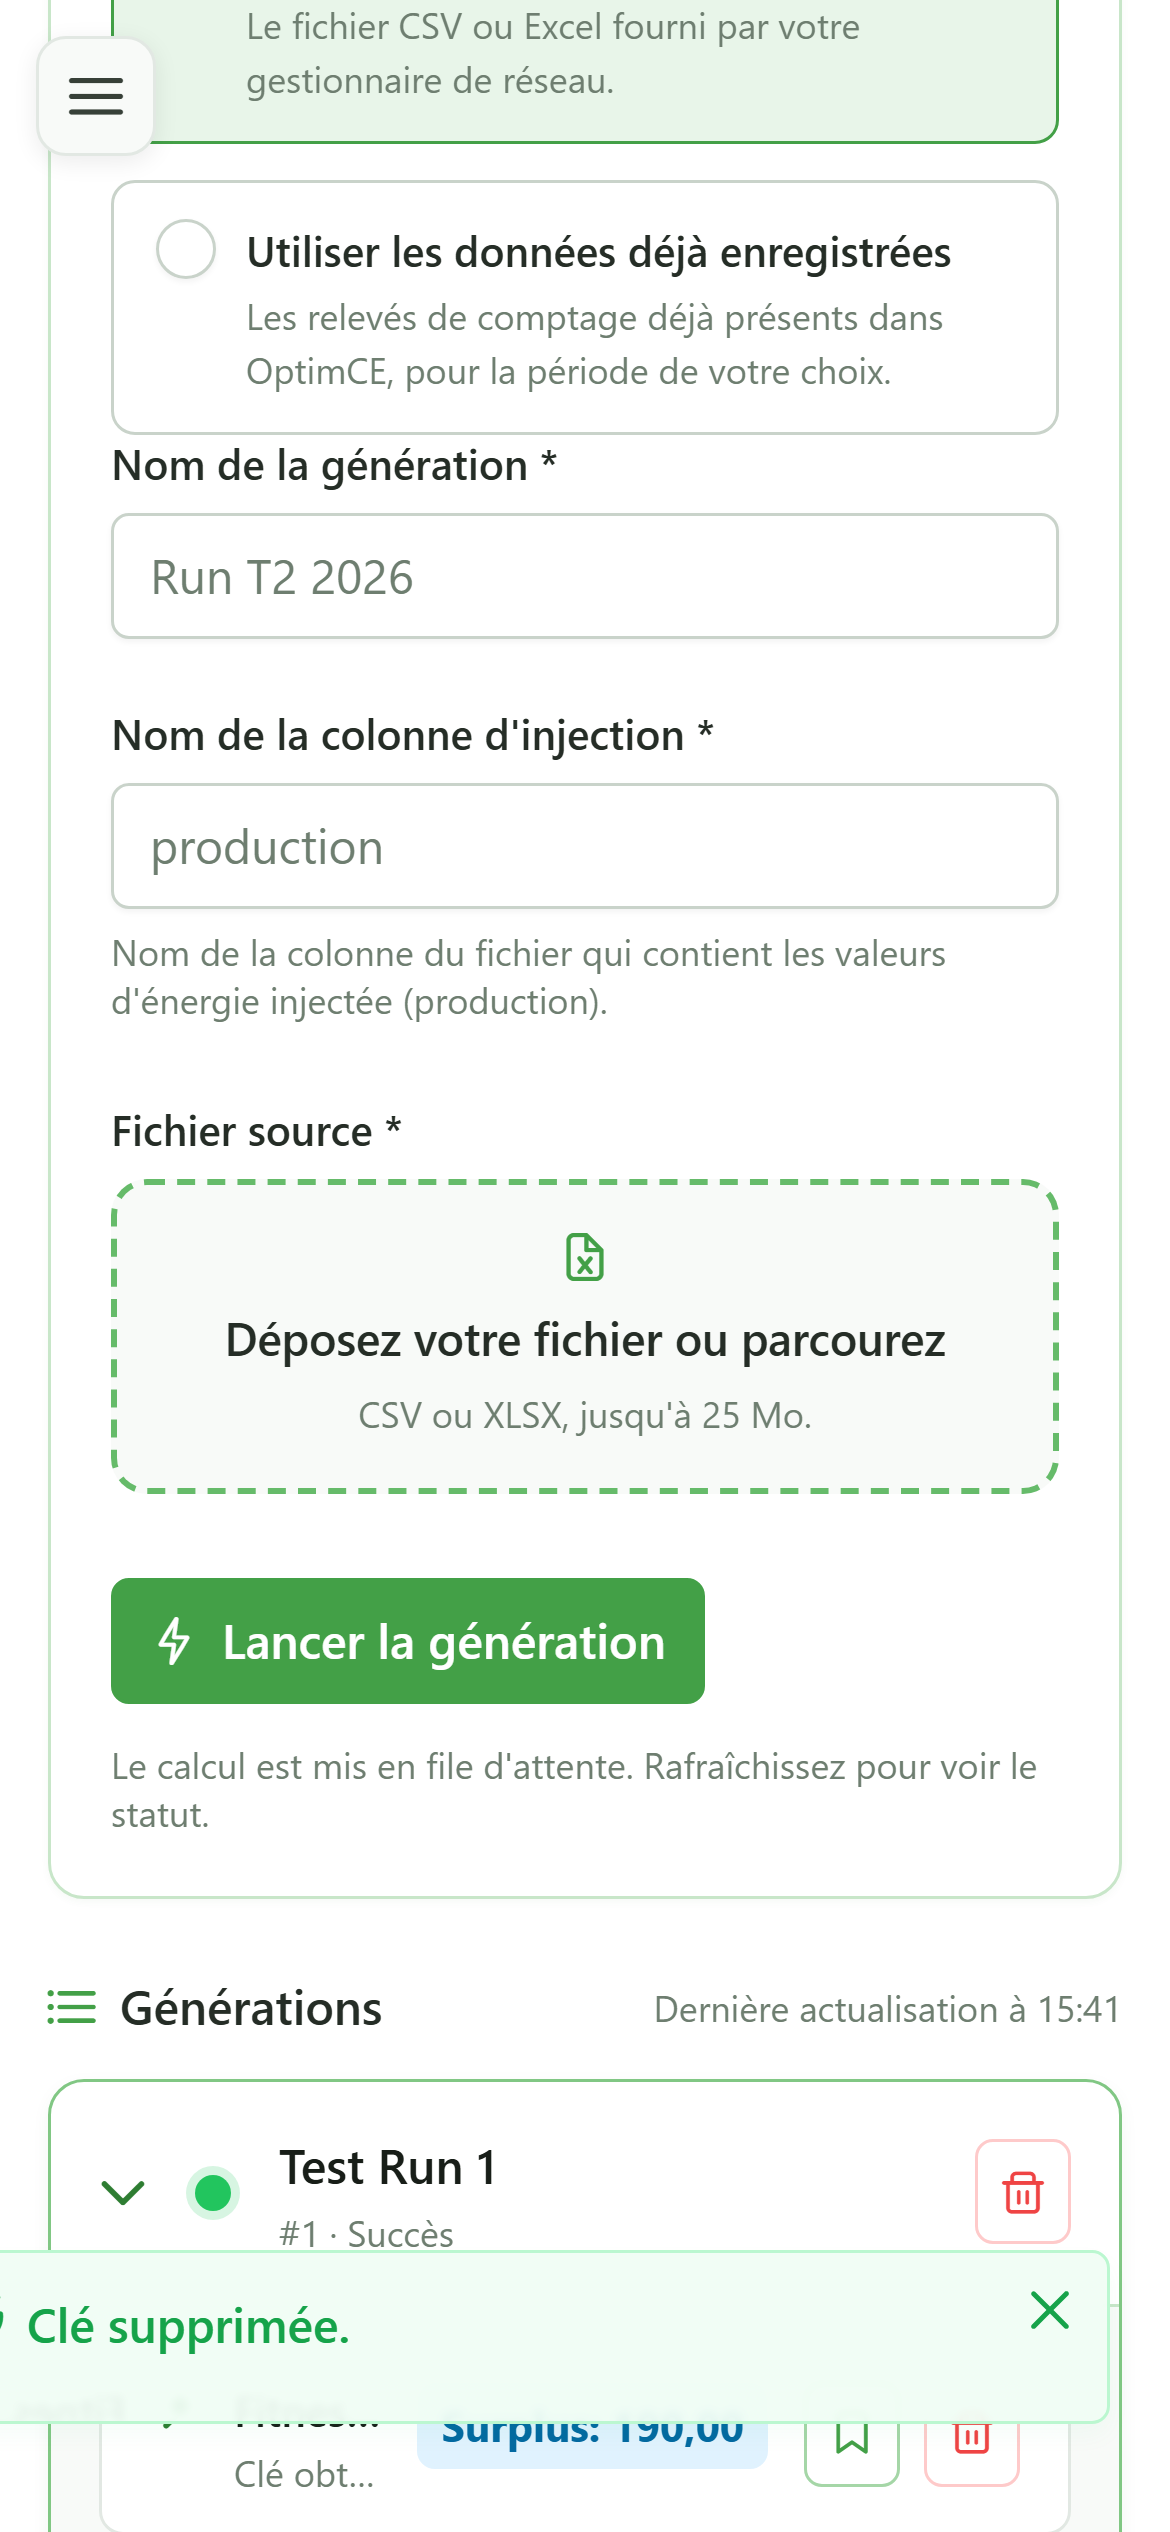 Le fichier CSV ou Excel fourni par votre
gestionnaire de réseau.
Utiliser les données déjà enregistrées
Les relevés de comptage déjà présents dans
OptimCE, pour la période de votre choix.
Nom de la génération *
Run T2 2026
Nom de la colonne d'injection *
production
Nom de la colonne du fichier qui contient les valeurs
d'énergie injectée (production).
Fichier source *
Déposez votre fichier ou parcourez
CSV ou XLSX, jusqu'à 25 Mo.
Lancer la génération
Le calcul est mis en file d'attente. Rafraîchissez pour voir le
statut.
Générations
Dernière actualisation à 15:41
Test Run 1
#1 · Succès
Clé supprimée.
Fitnes...
Surplus: 190,00
Clé obt...